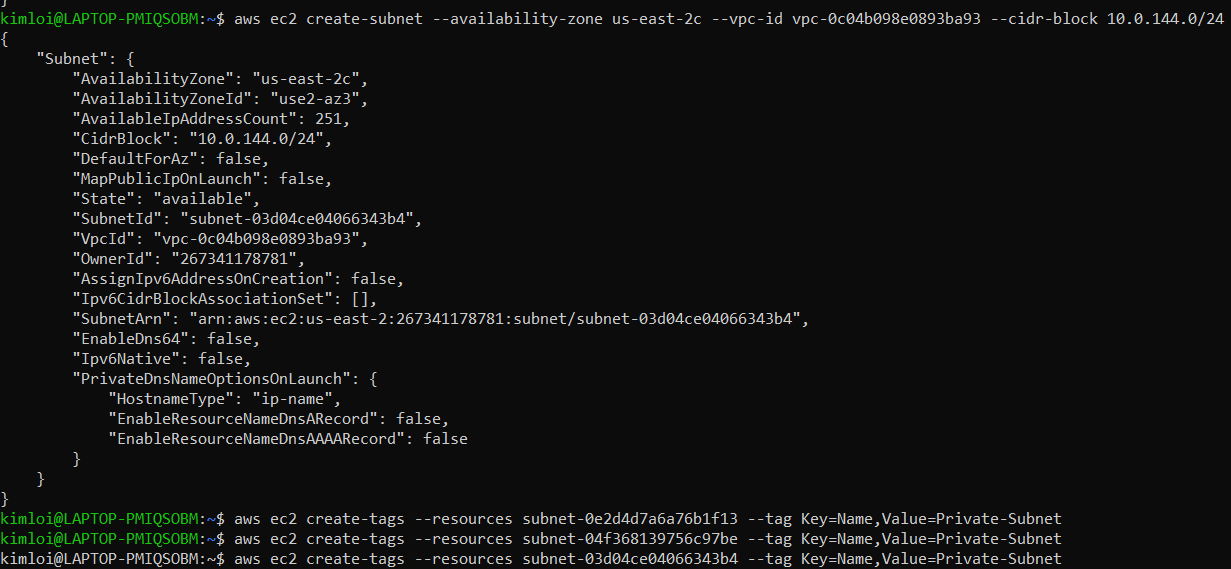 }
kimloi@LAPTOP-PMIQSOBM:~$ aws ec2 create-subnet --availability-zone us-east-2c --vpc-id vpc-0c04b098e0893ba93 --cidr-block 10.0.144.0/24
{
    "Subnet": {
        "AvailabilityZone": "us-east-2c",
        "AvailabilityZoneId": "use2-az3",
        "AvailableIpAddressCount": 251,
        "CidrBlock": "10.0.144.0/24",
        "DefaultForAz": false,
        "MapPublicIpOnLaunch": false,
        "State": "available",
        "SubnetId": "subnet-03d04ce04066343b4",
        "VpcId": "vpc-0c04b098e0893ba93",
        "OwnerId": "267341178781",
        "AssignIpv6AddressOnCreation": false,
        "Ipv6CidrBlockAssociationSet": [],
        "SubnetArn": "arn:aws:ec2:us-east-2:267341178781:subnet/subnet-03d04ce04066343b4",
        "EnableDns64": false,
        "Ipv6Native": false,
        "PrivateDnsNameOptionsOnLaunch": {
            "HostnameType": "ip-name",
            "EnableResourceNameDnsARecord": false,
            "EnableResourceNameDnsAAAARecord": false
        }
    }
}
kimloi@LAPTOP-PMIQSOBM:~$ aws ec2 create-tags --resources subnet-0e2d4d7a6a76b1f13 --tag Key=Name,Value=Private-Subnet
kimloi@LAPTOP-PMIQSOBM:~$ aws ec2 create-tags --resources subnet-04f368139756c97be --tag Key=Name,Value=Private-Subnet
kimloi@LAPTOP-PMIQSOBM:~$ aws ec2 create-tags --resources subnet-03d04ce04066343b4 --tag Key=Name,Value=Private-Subnet